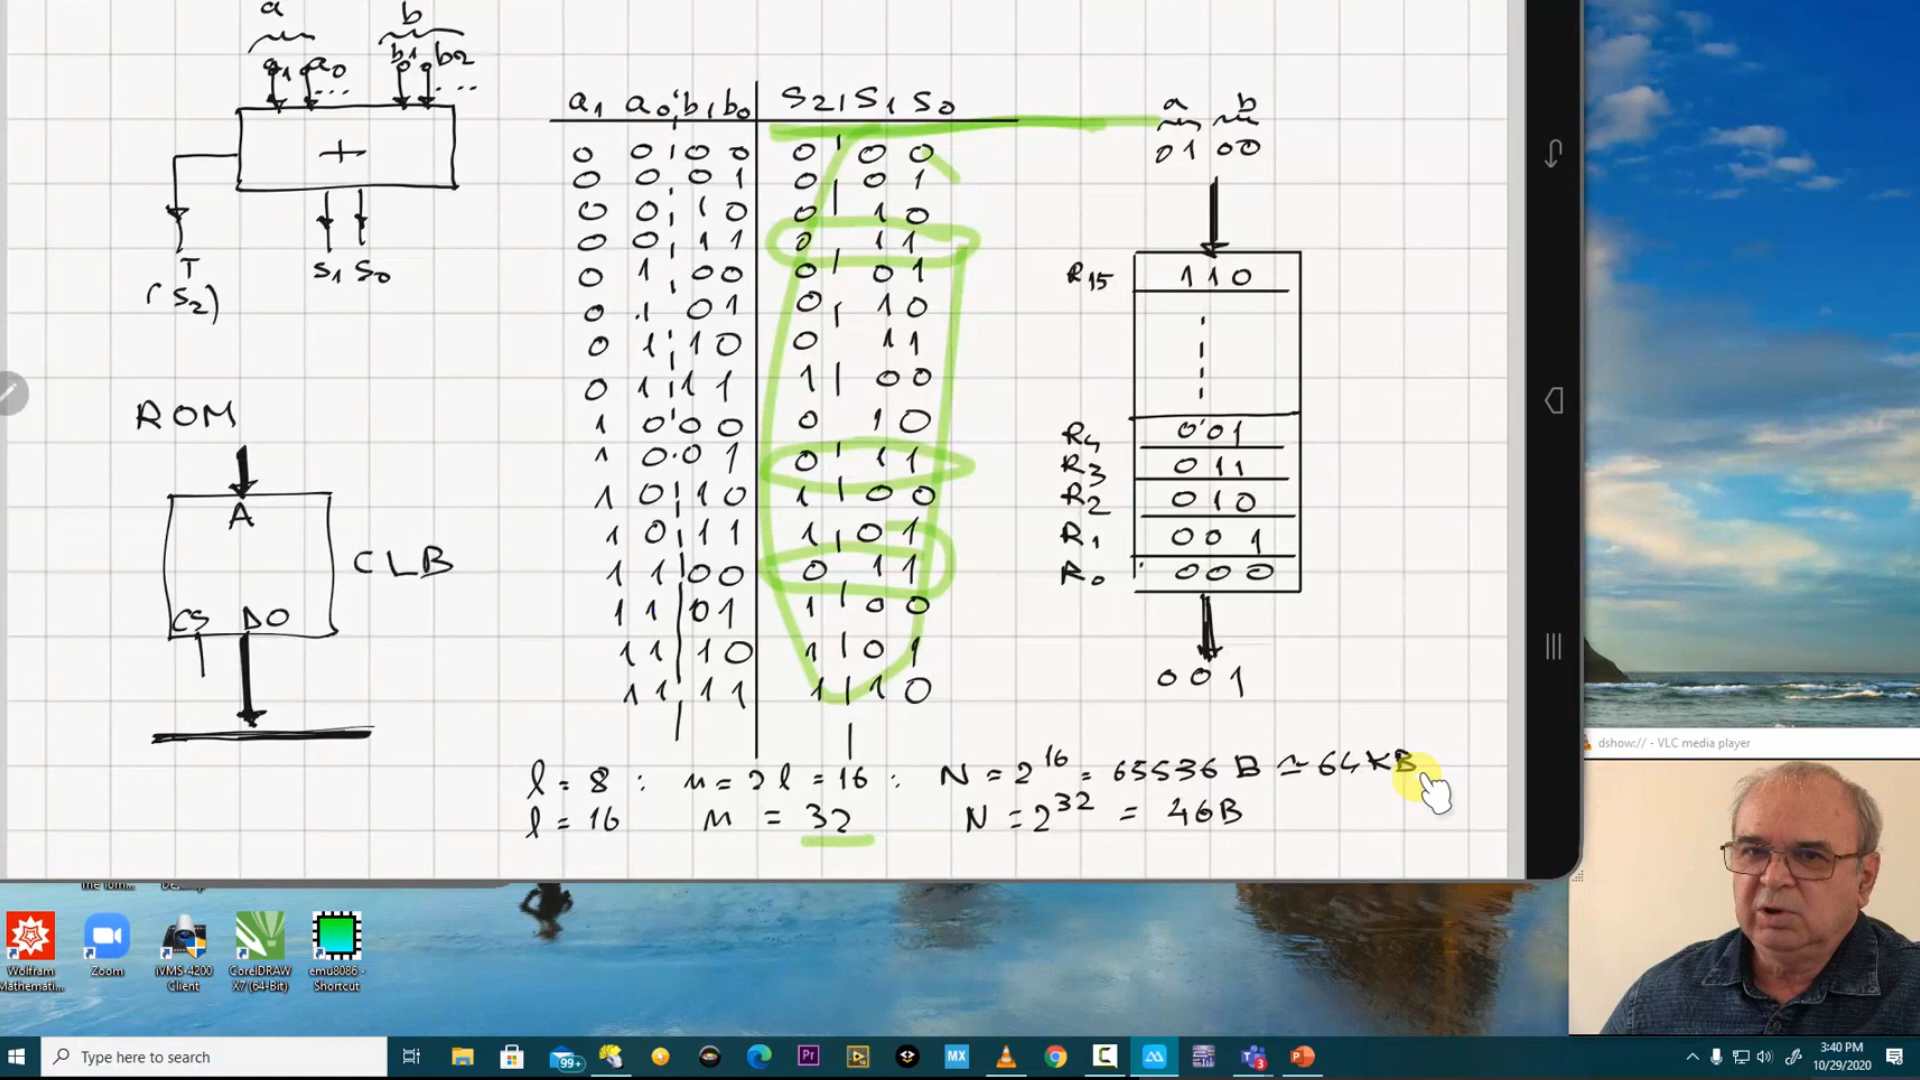 a b
a1 a0 b1 b2
... ...
+
T
(S2)
S1 S0
ROM
A
CLB
CS DO
a1 a0 b1 b0 S2 S1 S0
0 0 0 0 0 0 0
0 0 0 1 0 0 1
0 0 1 0 0 1 0
0 0 1 1 0 1 1
0 1 0 0 0 0 1
0 1 0 1 0 1 0
0 1 1 0 0 1 1
0 1 1 1 1 0 0
1 0 0 0 0 1 0
1 0 0 1 0 1 1
1 0 1 0 1 0 0
1 0 1 1 1 0 1
1 1 0 0 0 1 1
1 1 0 1 1 0 0
1 1 1 0 1 0 1
1 1 1 1 1 1 0
a b
01 00
R15 110
R4 001
R3 011
R2 010
R1 001
R0 000
001
l = 8 : n = 2l = 16 : N = 2^16 = 65536 B ≃ 64KB
l = 16 n = 32 N = 2^32 = 4GB
dshow:// - VLC media player
Wolfram Mathemati...
Zoom
iVMS-4200 Client
CorelDRAW X7 (64-Bit)
emu8086 - Shortcut
Type here to search
99+
Pr
MX
3
3:40 PM
10/29/2020